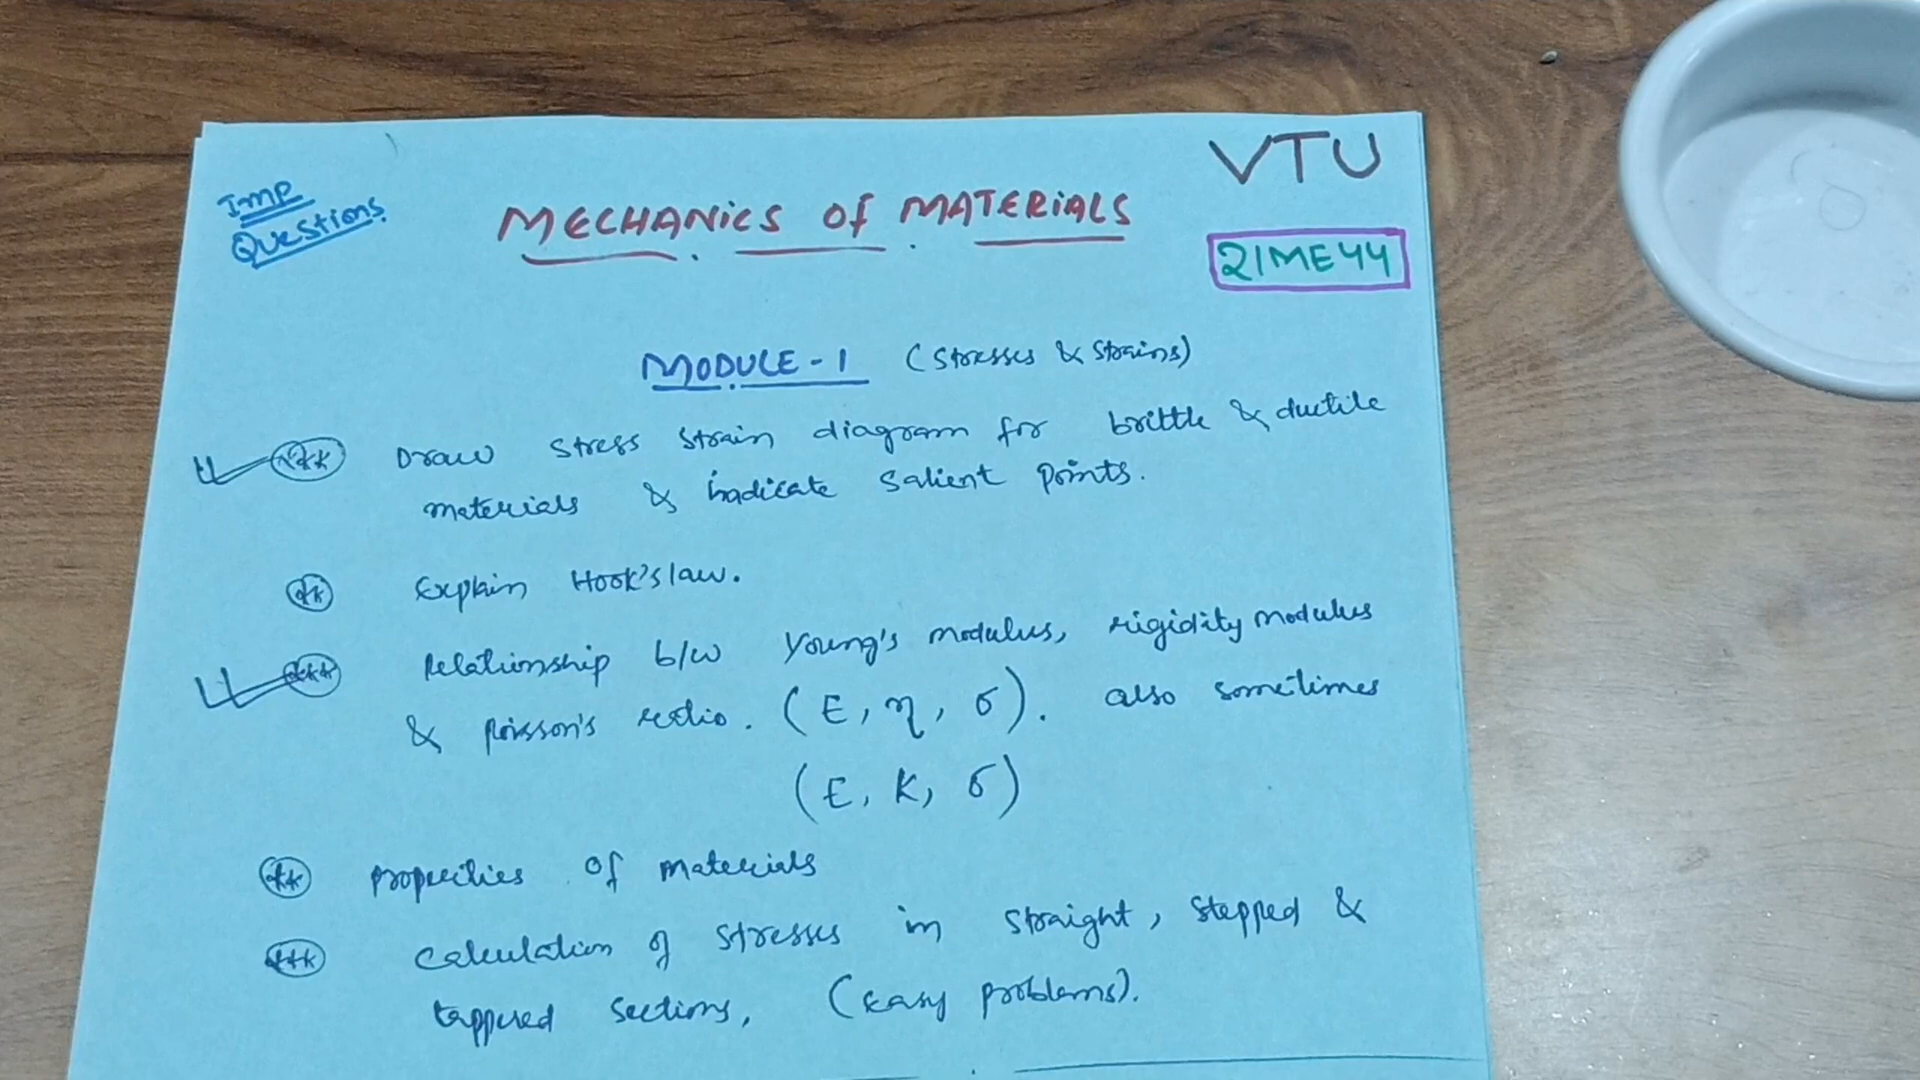 Imp
Questions
MECHANICS OF MATERIALS
VTU
21ME44
MODULE-1 (Stresses & Strains)
Draw stress strain diagram for brittle & ductile
materials & indicate salient points.
Explain Hook's law.
Relationship b/w Young's modulus, rigidity modulus
& poisson's ratio. (E, η, σ). also sometimes
(E, K, σ)
properties of materials
calculation of stresses in straight, stepped &
tappered sections, (Easy problems).